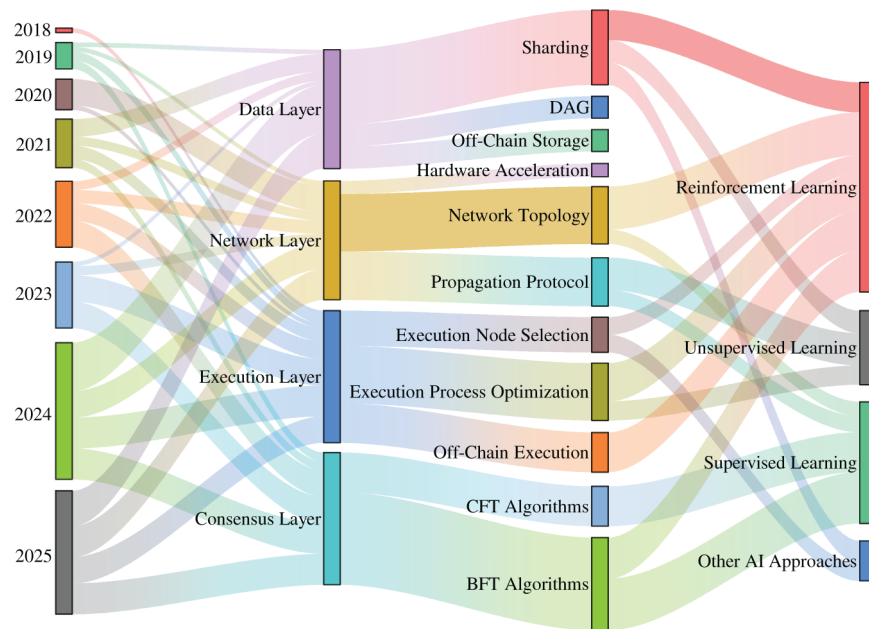 2018
2019
2020
2021
2022
2023
2024
2025
Data Layer
Network Layer
Execution Layer
Consensus Layer
Sharding
DAG
Off-Chain Storage
Hardware Acceleration
Network Topology
Propagation Protocol
Execution Node Selection
Execution Process Optimization
Off-Chain Execution
CFT Algorithms
BFT Algorithms
Reinforcement Learning
Unsupervised Learning
Supervised Learning
Other AI Approaches